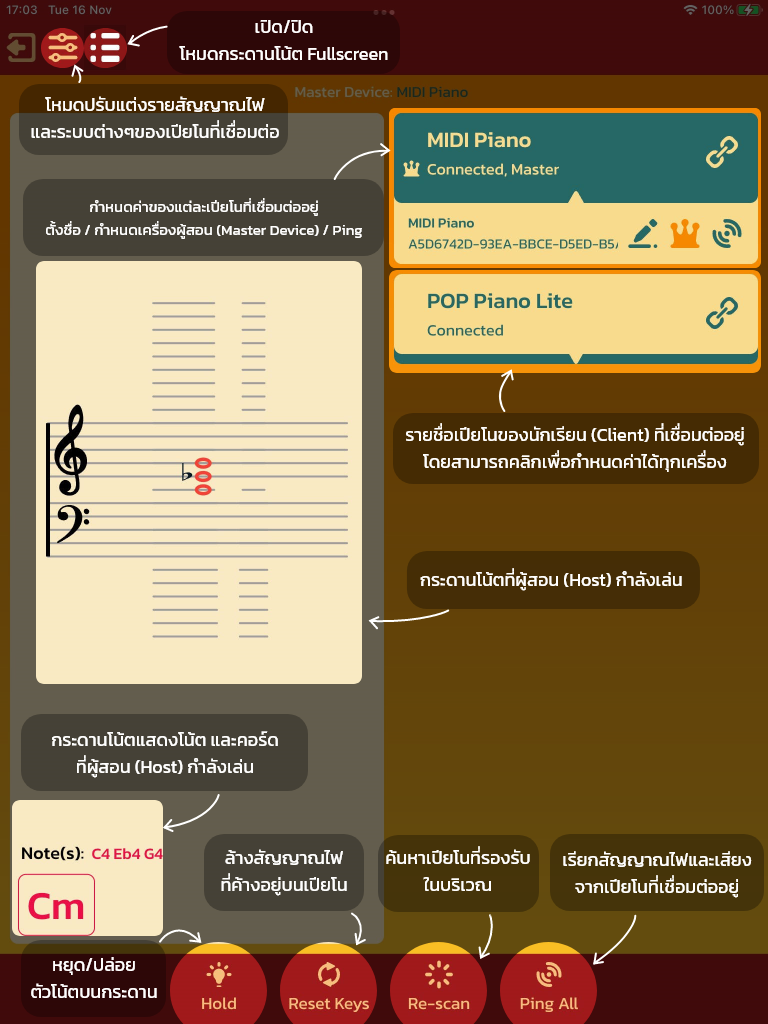 17:03 Tue 16 Nov
100%
เปิด/ปิด
โหมดกระดานโน้ต Fullscreen
โหมดปรับแต่งรายสัญญาณไฟ
และระบบต่างๆของเปียโนที่เชื่อมต่อ
Master Device: MIDI Piano
MIDI Piano
Connected, Master
กำหนดค่าของแต่ละเปียโนที่เชื่อมต่ออยู่
ตั้งชื่อ / กำหนดเครื่องผู้สอน (Master Device) / Ping
MIDI Piano
A5D6742D-93EA-BBCE-D5ED-B5
POP Piano Lite
Connected
รายชื่อเปียโนของนักเรียน (Client) ที่เชื่อมต่ออยู่
โดยสามารถคลิกเพื่อกำหนดค่าได้ทุกเครื่อง
กระดานโน้ตที่ผู้สอน (Host) กำลังเล่น
กระดานโน้ตแสดงโน้ต และคอร์ด
ที่ผู้สอน (Host) กำลังเล่น
Note(s): C4 Eb4 G4
Cm
ล้างสัญญาณไฟ
ที่ค้างอยู่บนเปียโน
ค้นหาเปียโนที่รองรับ
ในบริเวณ
เรียกสัญญาณไฟและเสียง
จากเปียโนที่เชื่อมต่ออยู่
หยุด/ปล่อย
ตัวโน้ตบนกระดาน
Hold
Reset Keys
Re-scan
Ping All